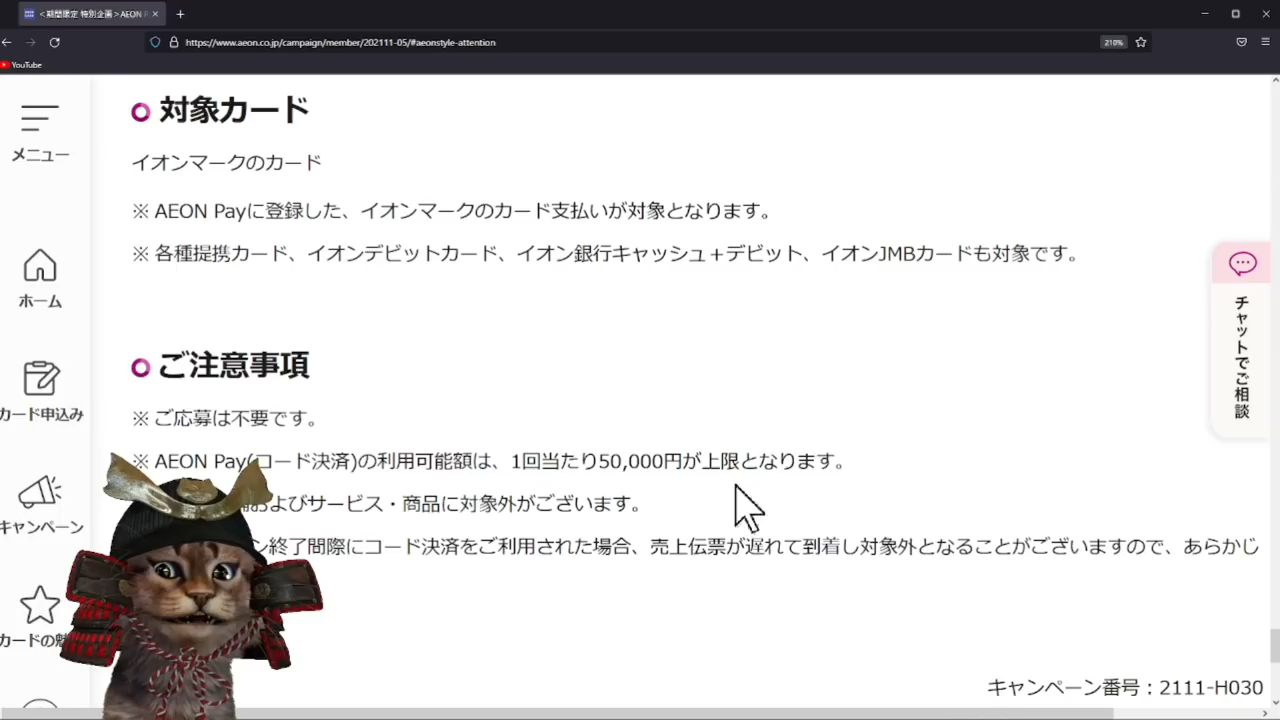 <期間限定 特別企画>AEON P
https://www.aeon.co.jp/campaign/member/202111-05/#aeonstyle-attention
210%
YouTube
メニュー
ホーム
カード申込み
キャンペーン
カードの魅
対象カード
イオンマークのカード
※ AEON Payに登録した、イオンマークのカード支払いが対象となります。
※ 各種提携カード、イオンデビットカード、イオン銀行キャッシュ＋デビット、イオンJMBカードも対象です。
ご注意事項
※ ご応募は不要です。
※ AEON Pay(コード決済)の利用可能額は、1回当たり50,000円が上限となります。
およびサービス・商品に対象外がございます。
ン終了間際にコード決済をご利用された場合、売上伝票が遅れて到着し対象外となることがございますので、あらかじ
キャンペーン番号：2111-H030
チャットでご相談